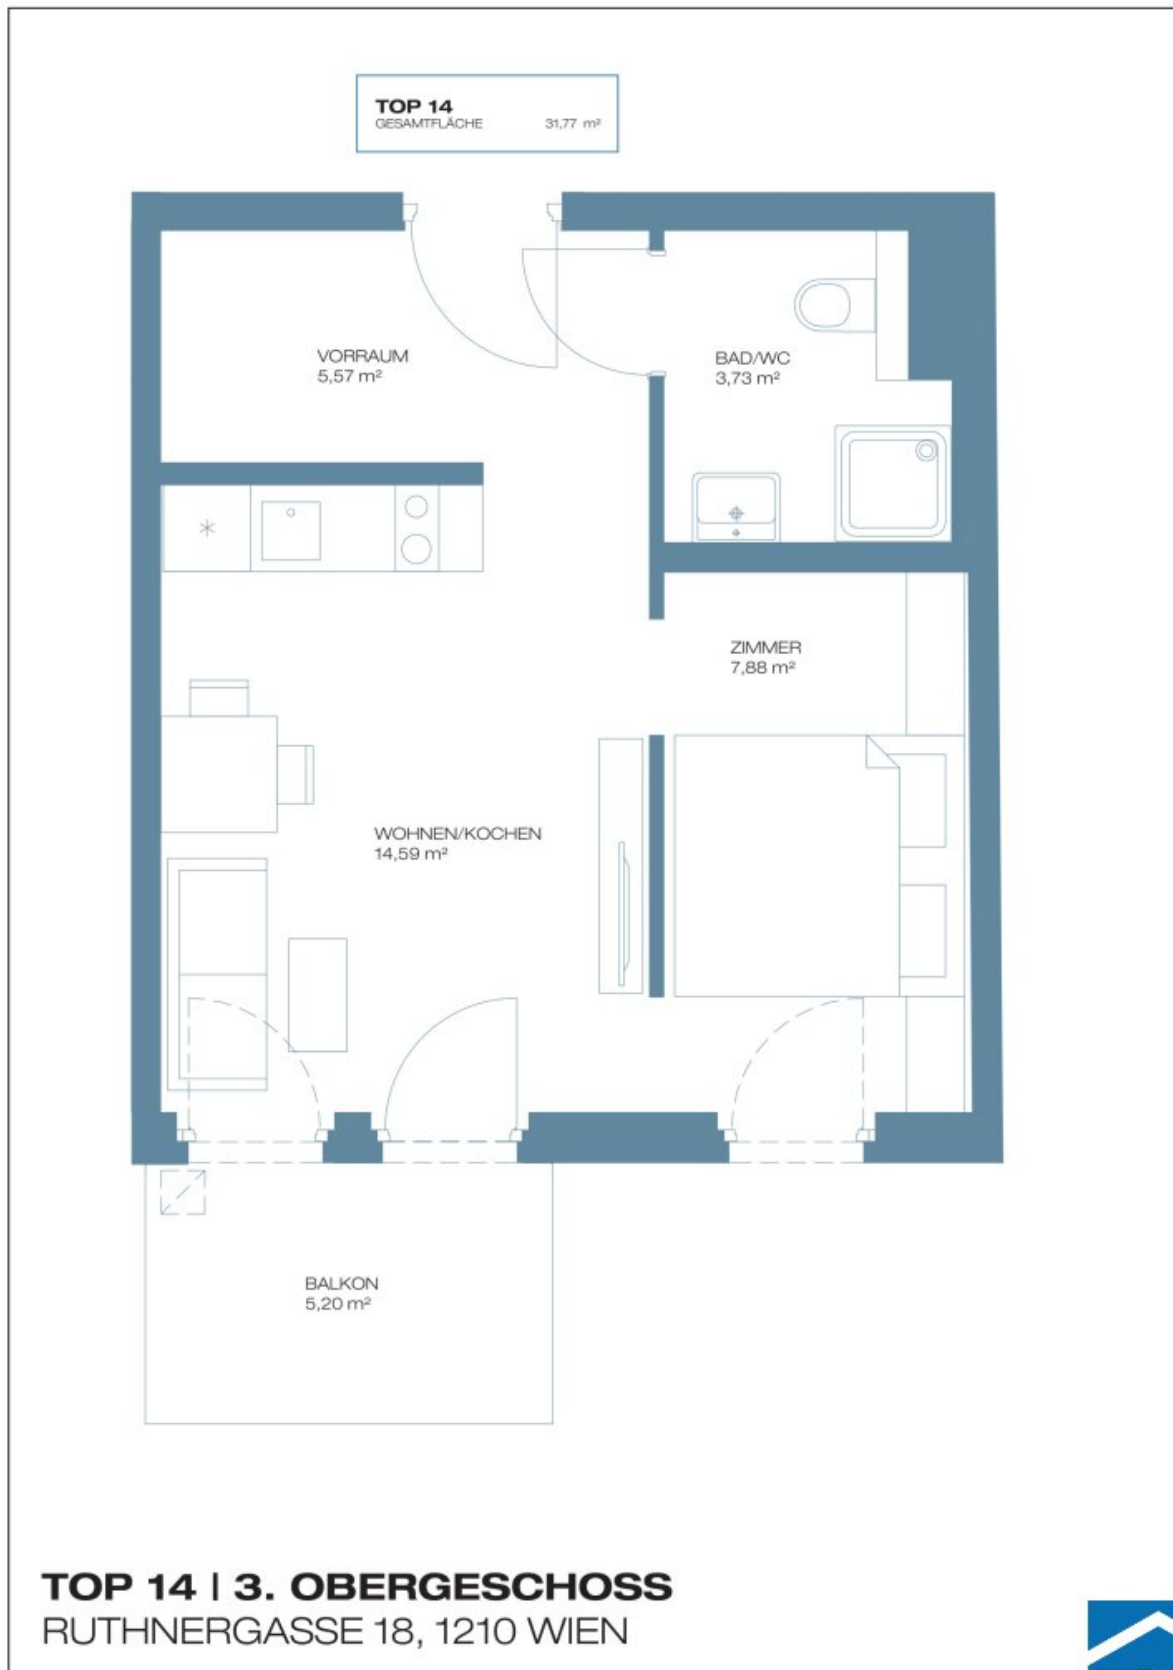 TOP 14
GESAMTFLÄCHE 31,77 m²
VORRAUM
5,57 m²
BAD/WC
3,73 m²
ZIMMER
7,88 m²
WOHNEN/KOCHEN
14,59 m²
BALKON
5,20 m²
TOP 14 | 3. OBERGESCHOSS
RUTHNERGASSE 18, 1210 WIEN